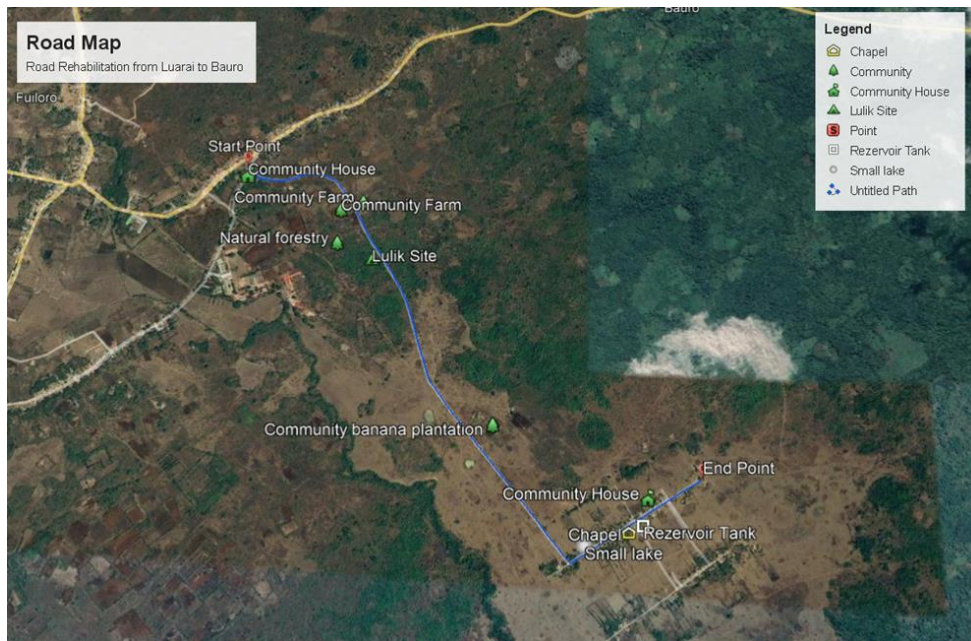 Road Map
Road Rehabilitation from Luarai to Bauro
Bauro
Legend
Chapel
Community
Community House
Lulik Site
Point
Rezervoir Tank
Small lake
Untitled Path
Fuiloro
Start Point
Community House
Community Farm
Community Farm
Natural forestry
Lulik Site
Community banana plantation
End Point
Community House
Chapel
Rezervoir Tank
Small lake